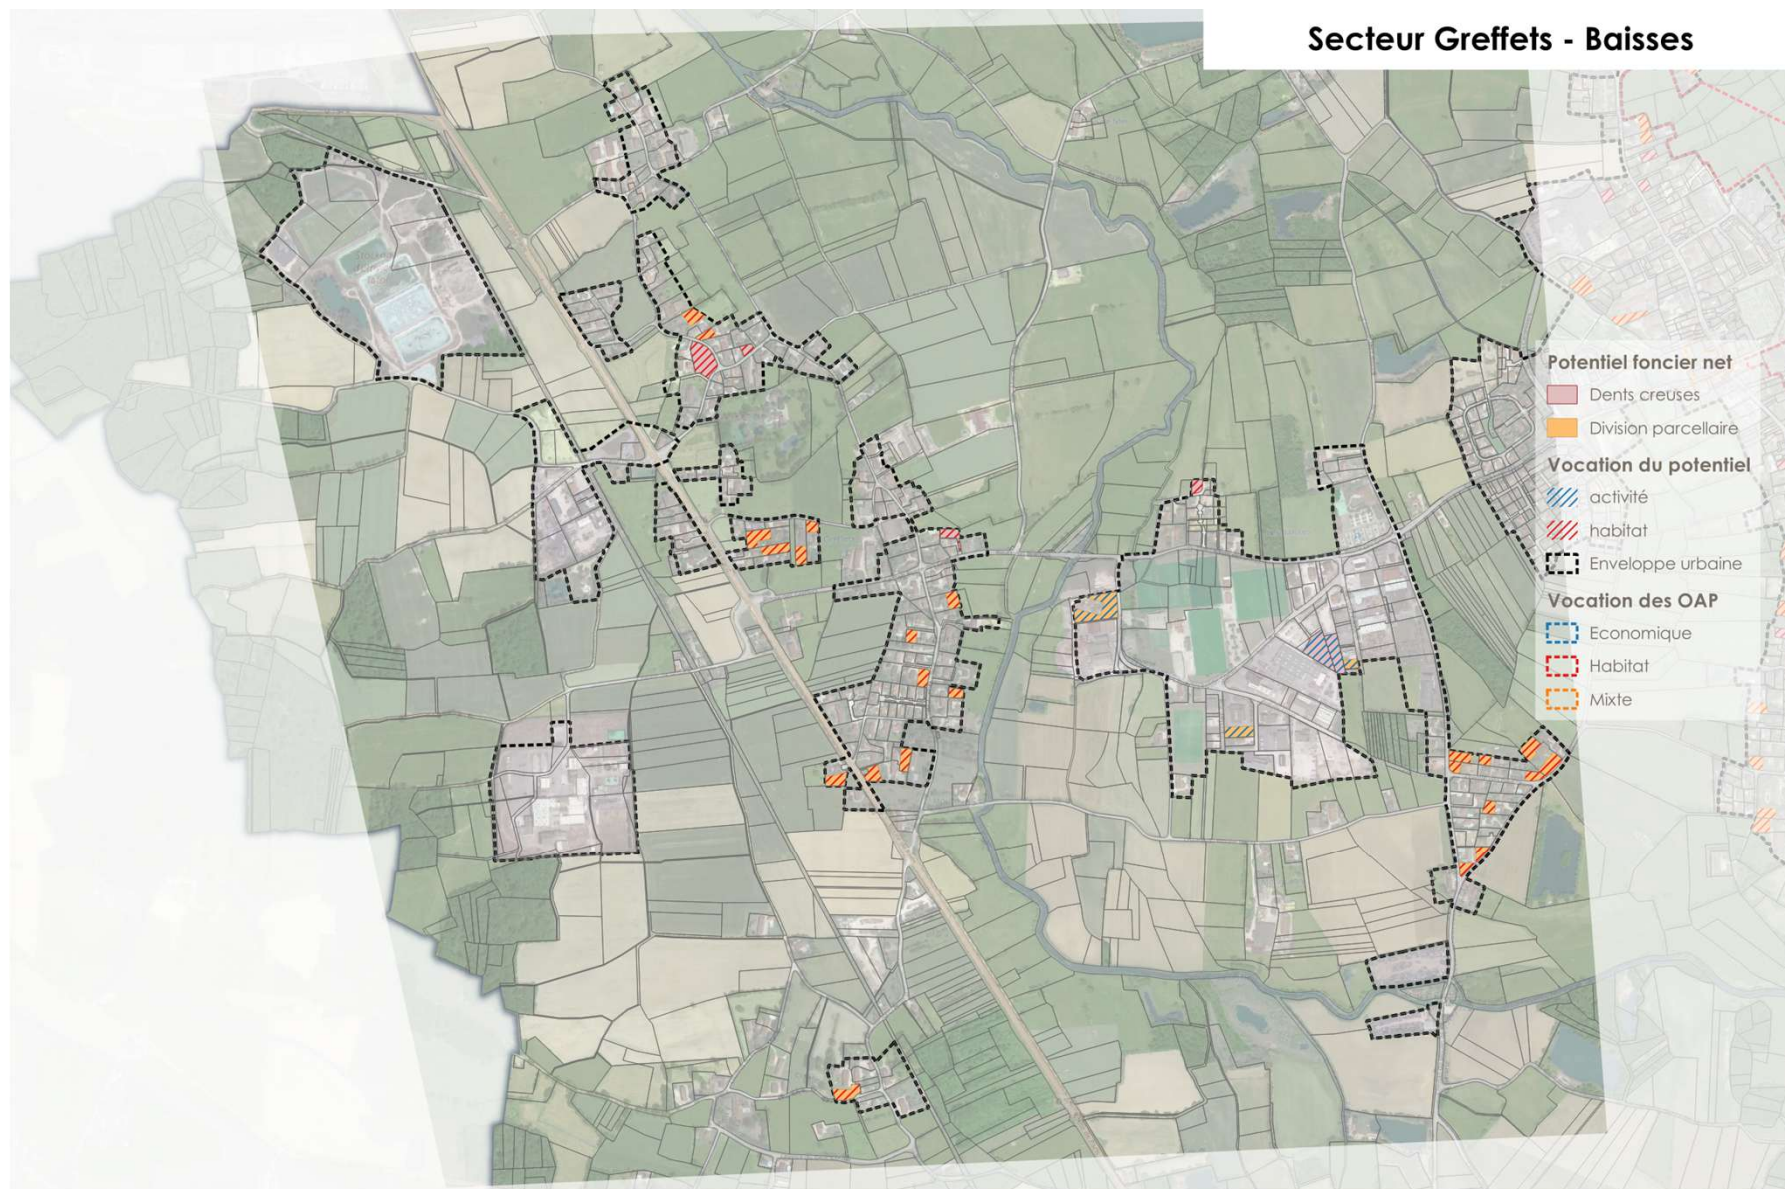 Secteur Greffets - Baisses
Potentiel foncier net
Dents creuses
Division parcellaire
Vocation du potentiel
activité
habitat
Enveloppe urbaine
Vocation des OAP
Economique
Habitat
Mixte